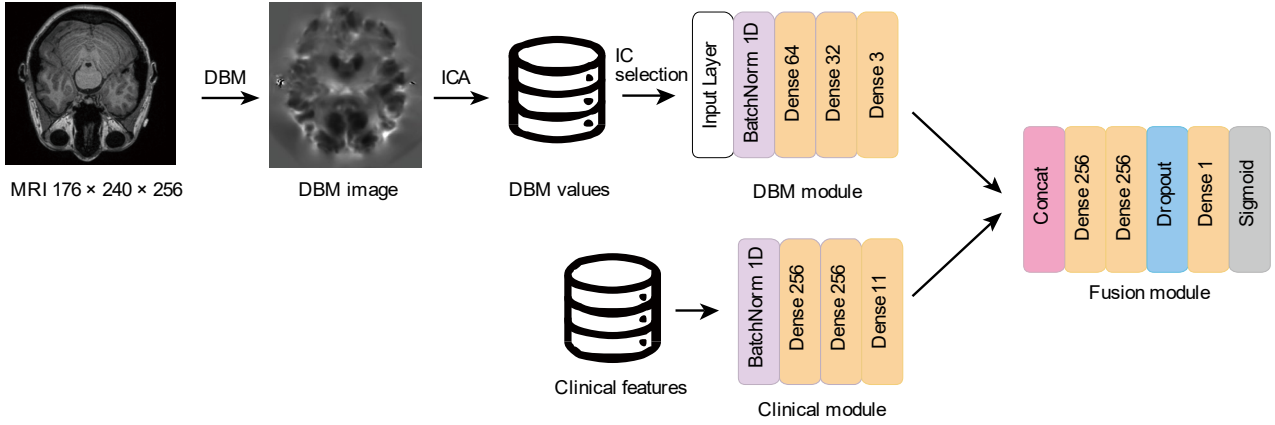 DBM
ICA
IC
selection
MRI 176 × 240 × 256
DBM image
DBM values
Input Layer
BatchNorm 1D
Dense 64
Dense 32
Dense 3
DBM module
Clinical features
BatchNorm 1D
Dense 256
Dense 256
Dense 11
Clinical module
Concat
Dense 256
Dense 256
Dropout
Dense 1
Sigmoid
Fusion module